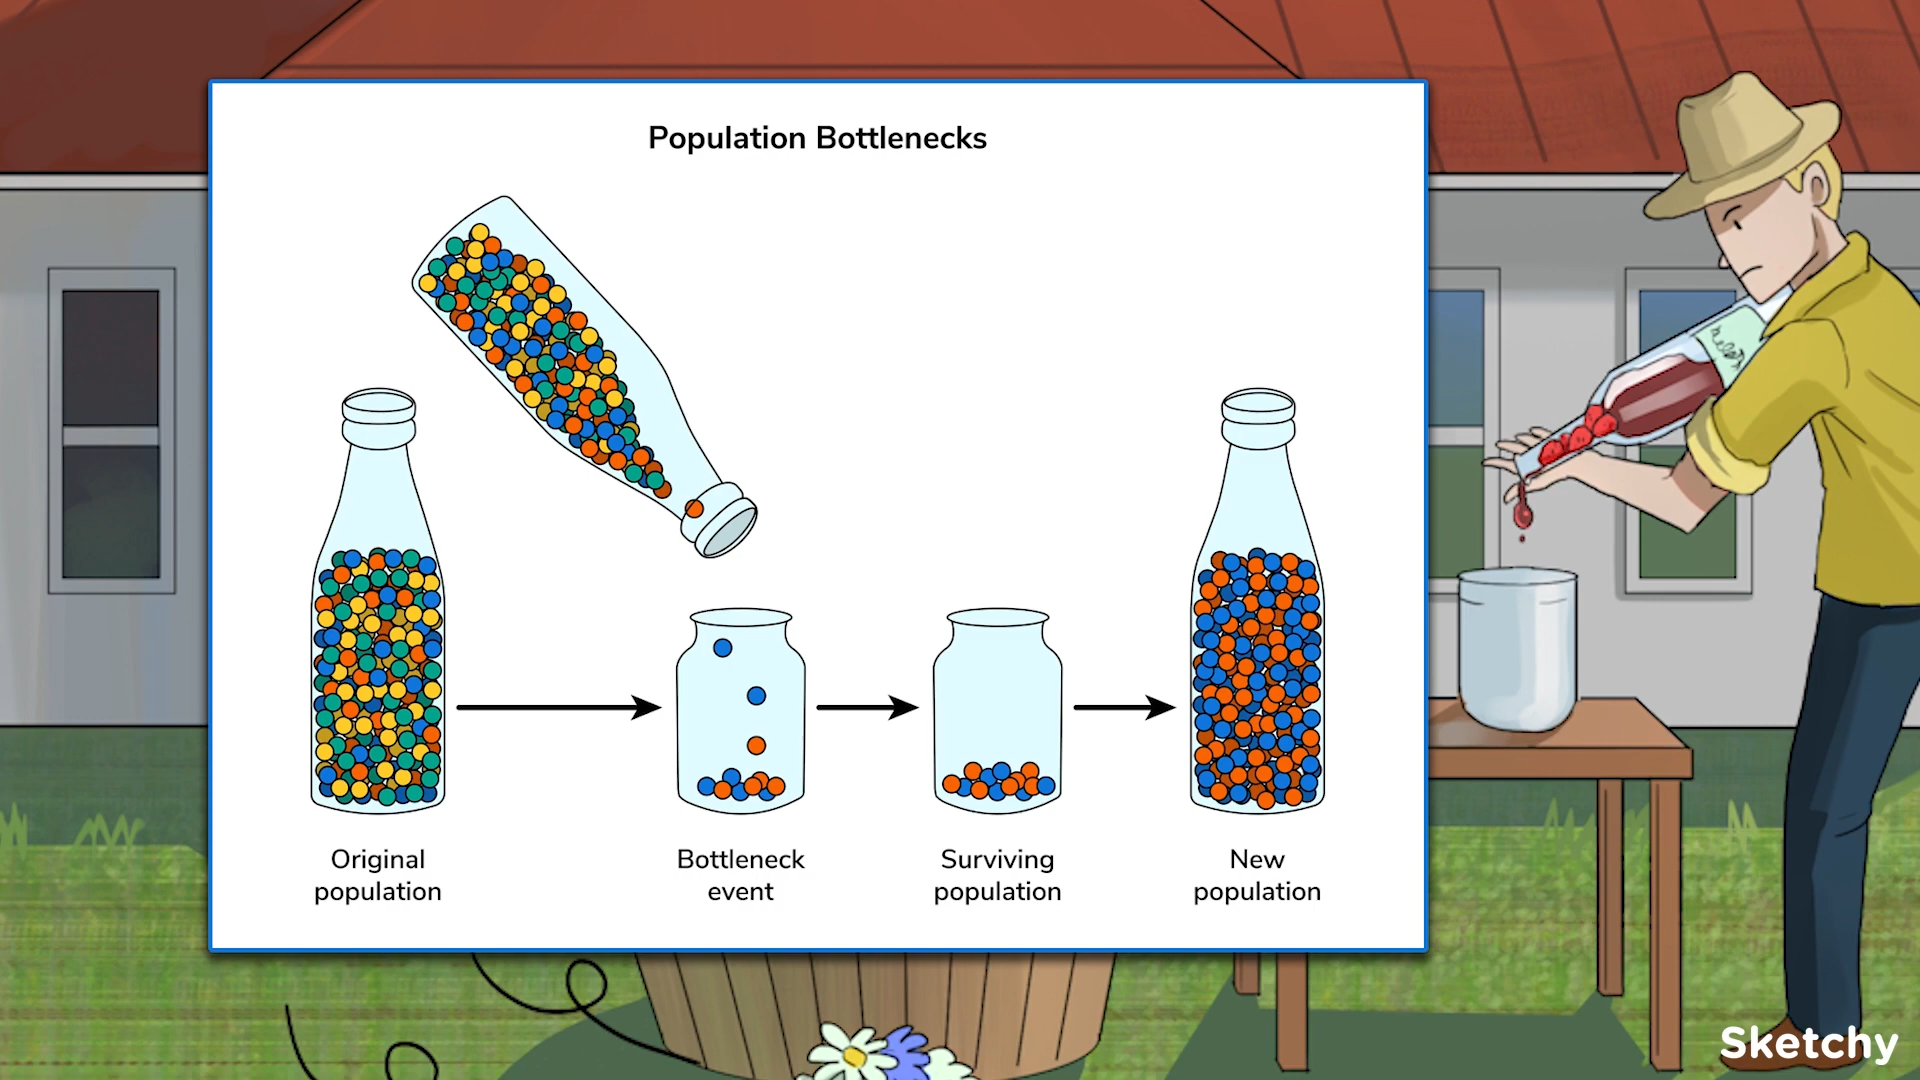 Population Bottlenecks
Original
population
Bottleneck
event
Surviving
population
New
population
Sketchy